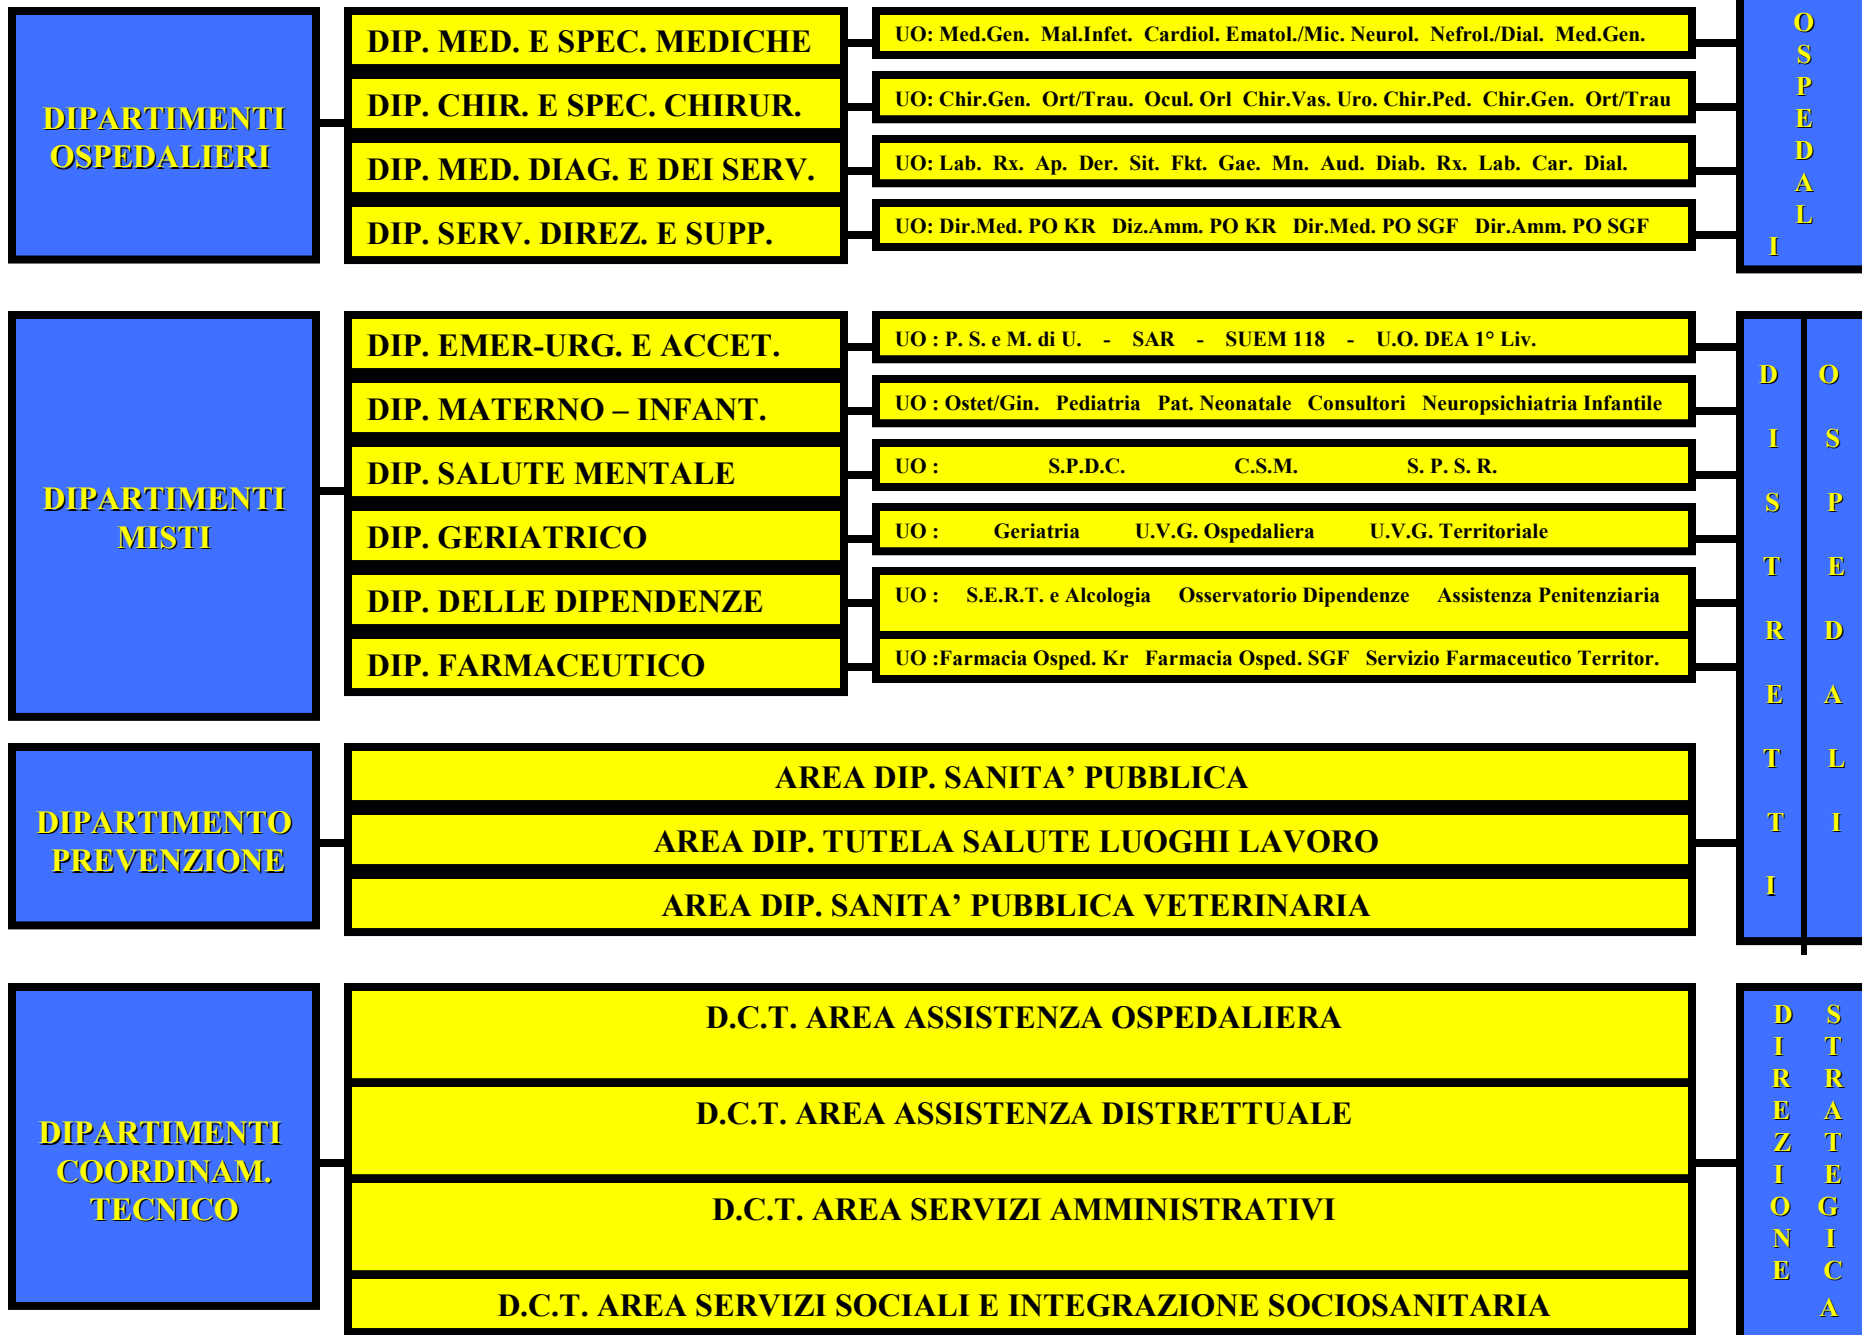 DIPARTIMENTI
OSPEDALIERI
DIP. MED. E SPEC. MEDICHE
UO: Med.Gen. Mal.Infet. Cardiol. Ematol./Mic. Neurol. Nefrol./Dial. Med.Gen.
DIP. CHIR. E SPEC. CHIRUR.
UO: Chir.Gen. Ort/Trau. Ocul. Orl Chir.Vas. Uro. Chir.Ped. Chir.Gen. Ort/Trau
DIP. MED. DIAG. E DEI SERV.
UO: Lab. Rx. Ap. Der. Sit. Fkt. Gae. Mn. Aud. Diab. Rx. Lab. Car. Dial.
DIP. SERV. DIREZ. E SUPP.
UO: Dir.Med. PO KR Diz.Amm. PO KR Dir.Med. PO SGF Dir.Amm. PO SGF
OSPEDALI
DIPARTIMENTI
MISTI
DIP. EMER-URG. E ACCET.
UO : P. S. e M. di U. - SAR - SUEM 118 - U.O. DEA 1° Liv.
DIP. MATERNO – INFANT.
UO : Ostet/Gin. Pediatria Pat. Neonatale Consultori Neuropsichiatria Infantile
DIP. SALUTE MENTALE
UO : S.P.D.C. C.S.M. S. P. S. R.
DIP. GERIATRICO
UO : Geriatria U.V.G. Ospedaliera U.V.G. Territoriale
DIP. DELLE DIPENDENZE
UO : S.E.R.T. e Alcologia Osservatorio Dipendenze Assistenza Penitenziaria
DIP. FARMACEUTICO
UO :Farmacia Osped. Kr Farmacia Osped. SGF Servizio Farmaceutico Territor.
DISTRETTI
OSPEDALI
DIPARTIMENTO
PREVENZIONE
AREA DIP. SANITA’ PUBBLICA
AREA DIP. TUTELA SALUTE LUOGHI LAVORO
AREA DIP. SANITA’ PUBBLICA VETERINARIA
DIPARTIMENTI
COORDINAM.
TECNICO
D.C.T. AREA ASSISTENZA OSPEDALIERA
D.C.T. AREA ASSISTENZA DISTRETTUALE
D.C.T. AREA SERVIZI AMMINISTRATIVI
D.C.T. AREA SERVIZI SOCIALI E INTEGRAZIONE SOCIOSANITARIA
DIREZIONE
STRATEGICA